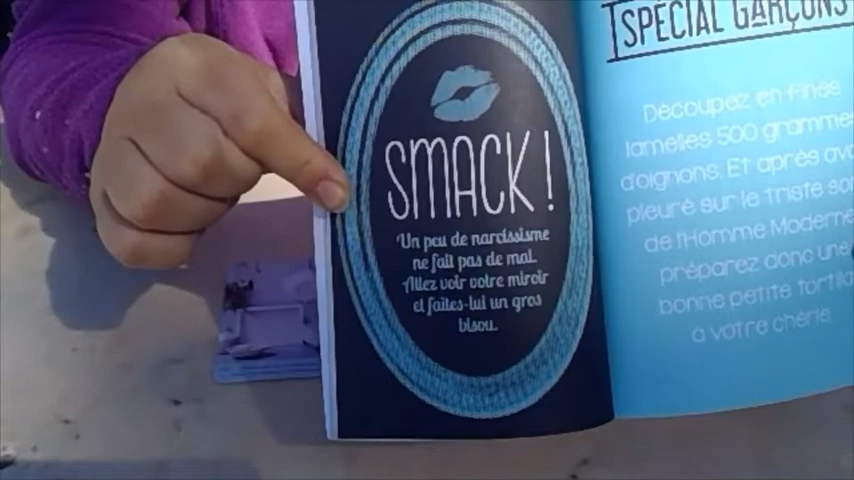 SMACK !
Un peu de narcissisme
ne fait pas de mal.
Allez voir votre miroir
et faites-lui un gros
bisou.
SPÉCIAL GARÇONS
Découpez en fines
lamelles 500 grammes
d'oignons. Et après avo
pleuré sur le triste sor
de l'Homme Moderne
préparez donc une
bonne petite tortilla
à votre chérie.